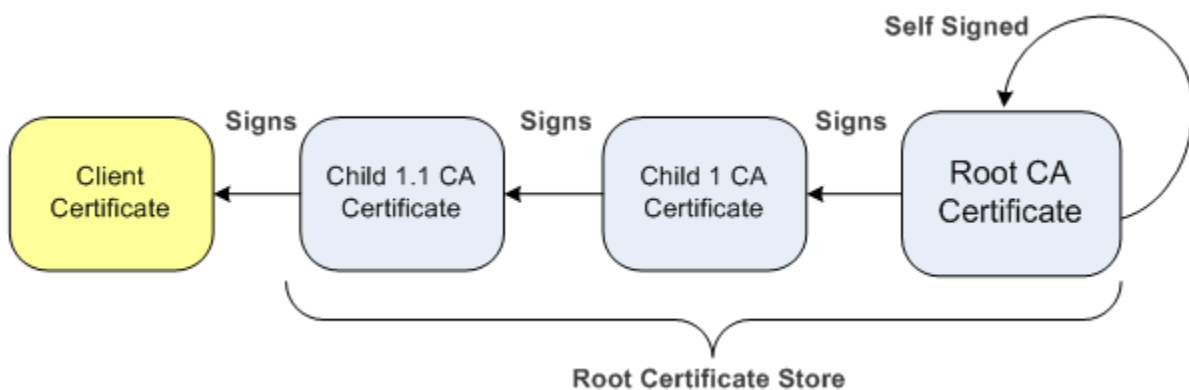 Self Signed
Signs
Signs
Signs
Client
Certificate
Child 1.1 CA
Certificate
Child 1 CA
Certificate
Root CA
Certificate
Root Certificate Store